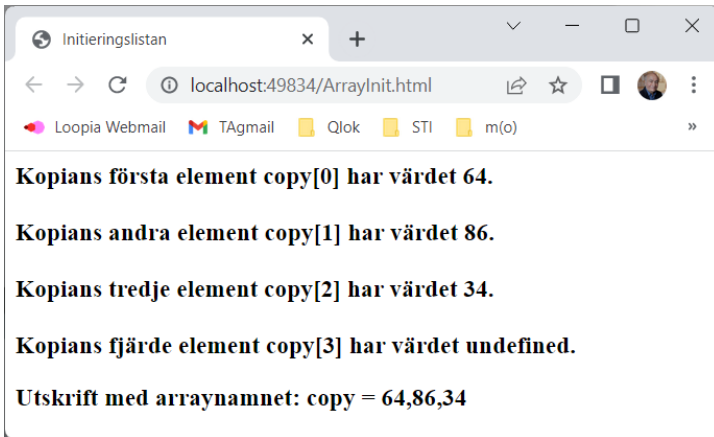 Initieringslistan
localhost:49834/ArrayInit.html
Loopia Webmail TAgmail Qlok STI m(o) »
Kopians första element copy[0] har värdet 64.
Kopians andra element copy[1] har värdet 86.
Kopians tredje element copy[2] har värdet 34.
Kopians fjärde element copy[3] har värdet undefined.
Utskrift med arraynamnet: copy = 64,86,34